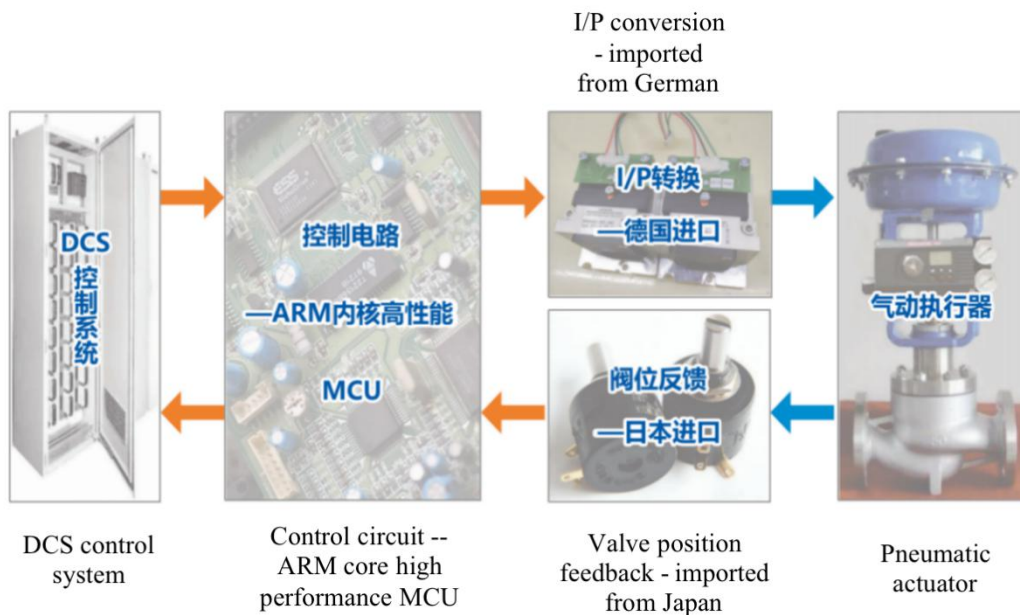 I/P conversion
- imported
from German
DCS
控制系统
控制电路
—ARM内核高性能
MCU
I/P转换
—德国进口
阀位反馈
—日本进口
气动执行器
DCS control
system
Control circuit --
ARM core high
performance MCU
Valve position
feedback - imported
from Japan
Pneumatic
actuator